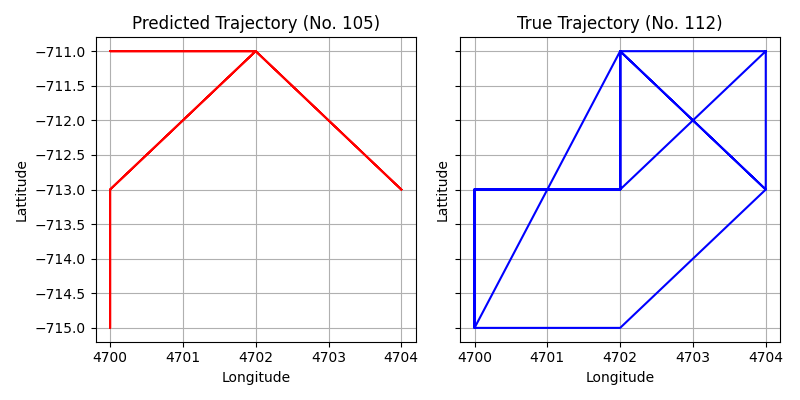 Predicted Trajectory (No. 105)
True Trajectory (No. 112)
−711.0
−711.5
−712.0
−712.5
−713.0
−713.5
−714.0
−714.5
−715.0
Lattitude
Lattitude
4700 4701 4702 4703 4704
4700 4701 4702 4703 4704
Longitude
Longitude